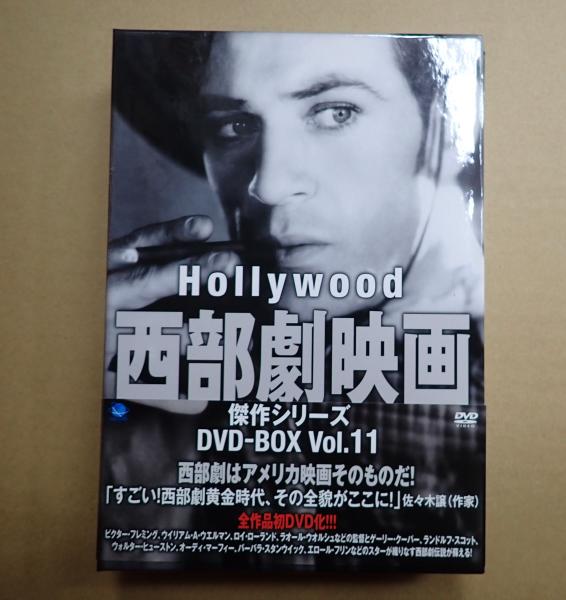 Hollywood
西部劇映画
傑作シリーズ
DVD-BOX Vol.11
DVD
VIDEO
西部劇はアメリカ映画そのものだ!
「すごい!西部劇黄金時代、その全貌がここに!」佐々木譲(作家)
全作品初DVD化!!!
ビクター・フレミング、ウイリアム・A・ウエルマン、ロイ・ローランド、ラオール・ウオルシュなどの監督とゲーリー・クーパー、ランドルフ・スコット、
ウォルター・ヒューストン、オーディ・マーフィー、バーバラ・スタンウイック、エロール・フリンなどのスターが織りなす西部劇伝説が蘇える!